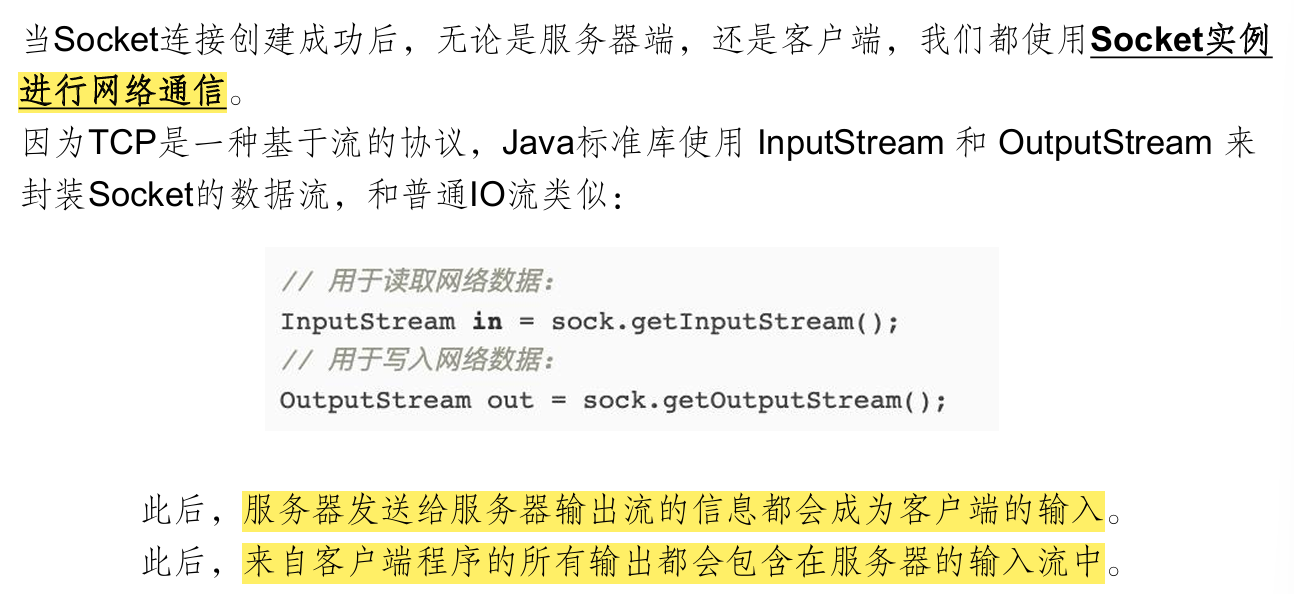 当Socket连接创建成功后，无论是服务器端，还是客户端，我们都使用Socket实例
进行网络通信。
因为TCP是一种基于流的协议，Java标准库使用 InputStream 和 OutputStream 来
封装Socket的数据流，和普通IO流类似：
// 用于读取网络数据：
InputStream in = sock.getInputStream();
// 用于写入网络数据：
OutputStream out = sock.getOutputStream();
此后，服务器发送给服务器输出流的信息都会成为客户端的输入。
此后，来自客户端程序的所有输出都会包含在服务器的输入流中。